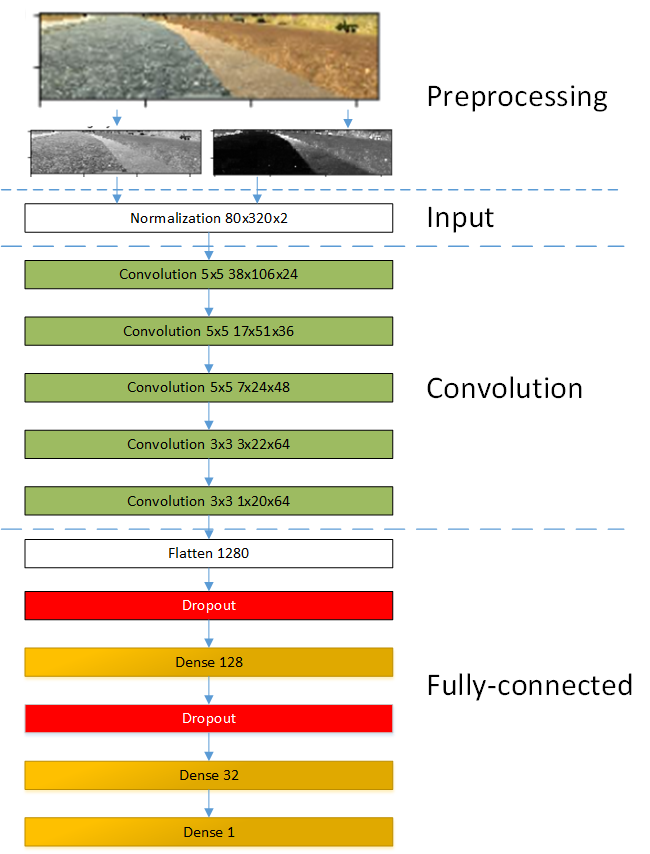 Preprocessing
Normalization 80x320x2
Input
Convolution 5x5 38x106x24
Convolution 5x5 17x51x36
Convolution 5x5 7x24x48
Convolution
Convolution 3x3 3x22x64
Convolution 3x3 1x20x64
Flatten 1280
Dropout
Dense 128
Fully-connected
Dropout
Dense 32
Dense 1